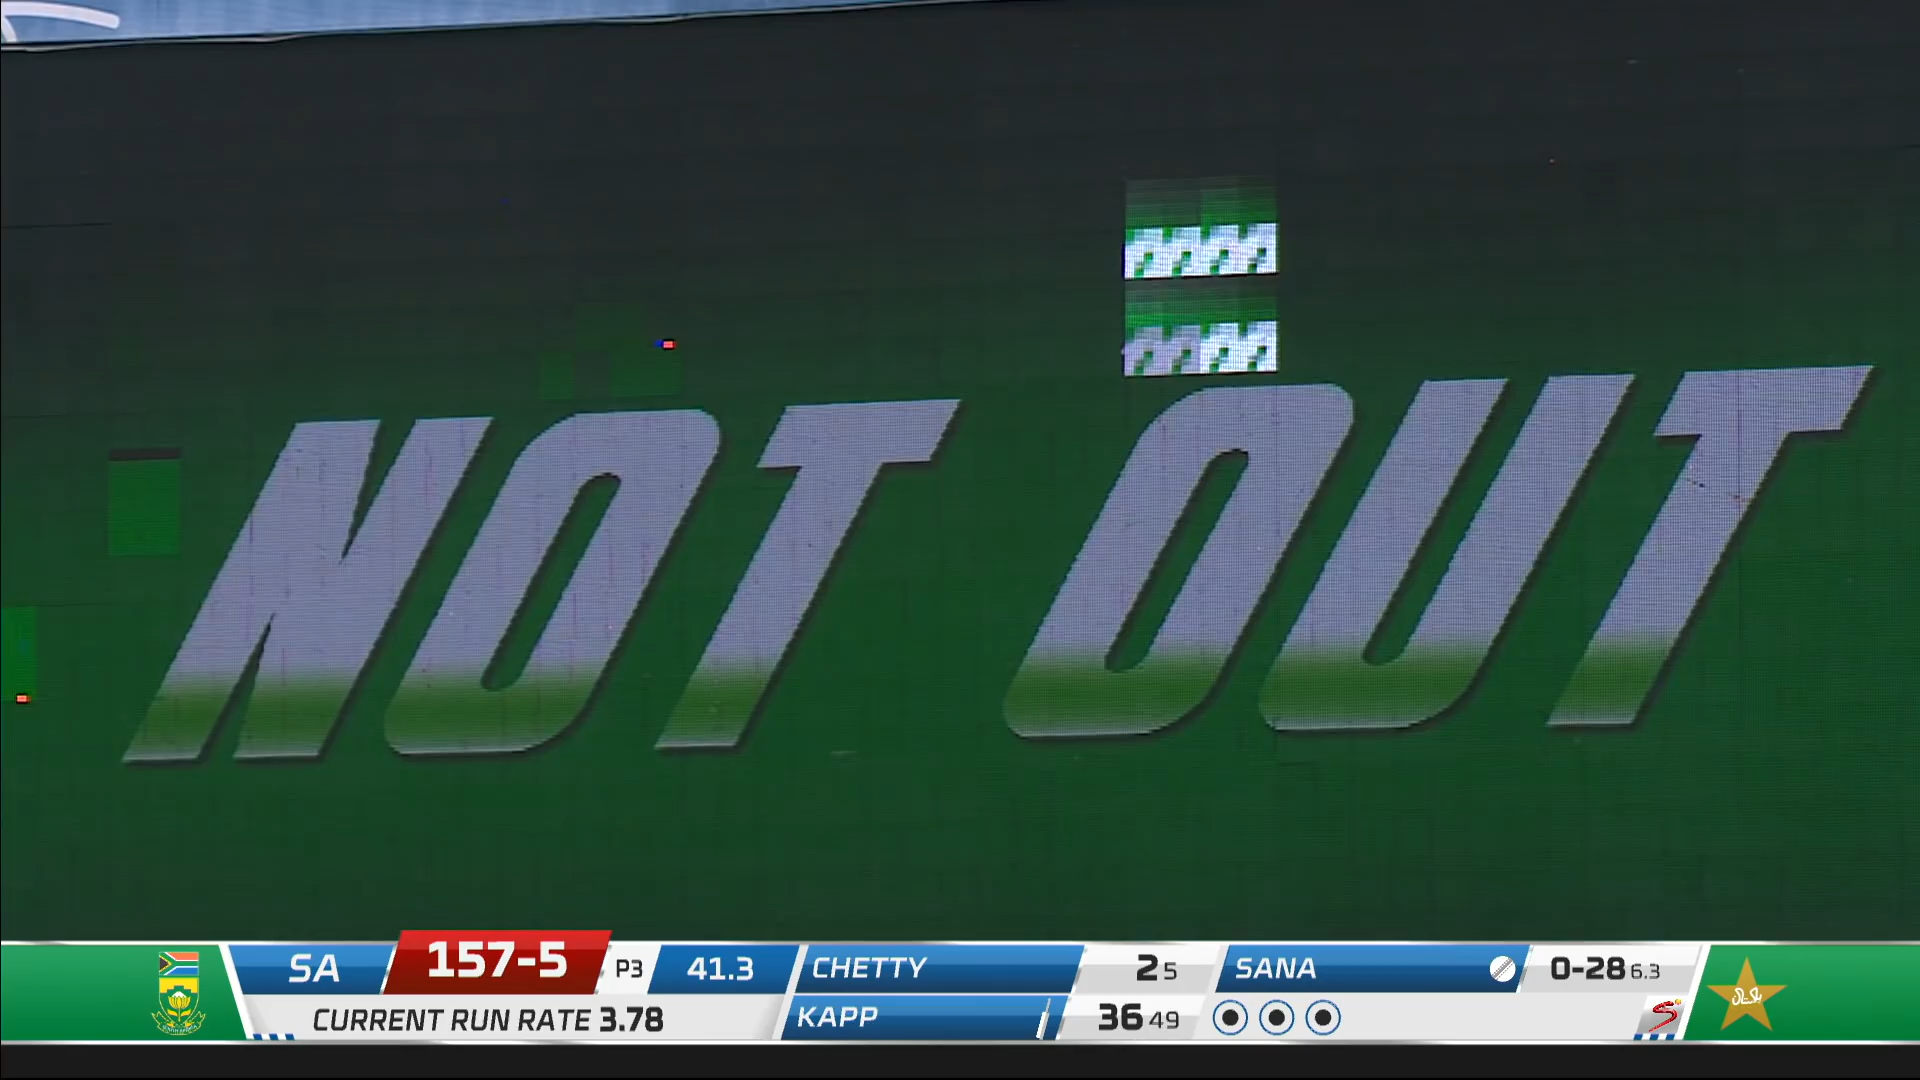 NOT OUT
SA 157-5 P3 41.3 CHETTY 2 5 SANA 0-28 6.3
CURRENT RUN RATE 3.78 KAPP 36 49